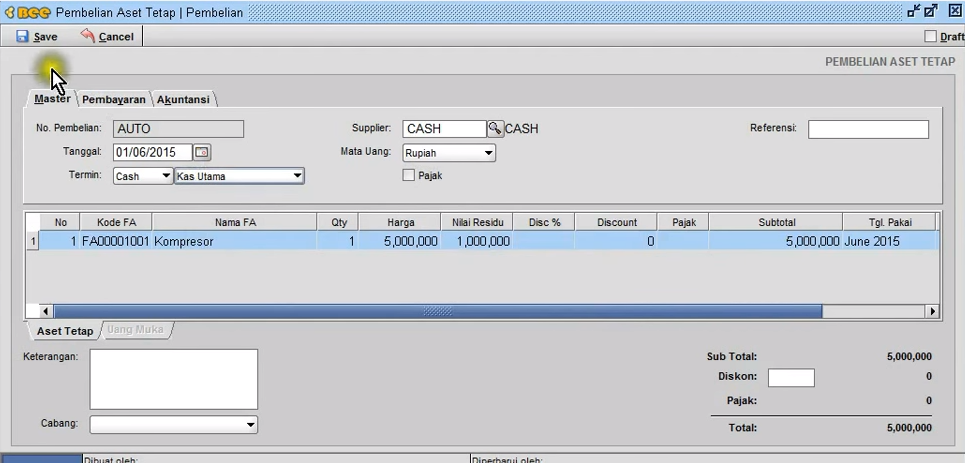 Bee Pembelian Aset Tetap | Pembelian
Save Cancel Draft
PEMBELIAN ASET TETAP
Master Pembayaran Akuntansi
No. Pembelian: AUTO Supplier: CASH CASH Referensi:
Tanggal: 01/06/2015 Mata Uang: Rupiah
Termin: Cash Kas Utama Pajak
No Kode FA Nama FA Qty Harga Nilai Residu Disc % Discount Pajak Subtotal Tgl. Pakai
1 1 FA00001001 Kompresor 1 5,000,000 1,000,000 0 5,000,000 June 2015
Aset Tetap Uang Muka
Keterangan: Sub Total: 5,000,000
Diskon: 0
Pajak: 0
Cabang: Total: 5,000,000
Dibuat oleh: Diperbarui oleh: